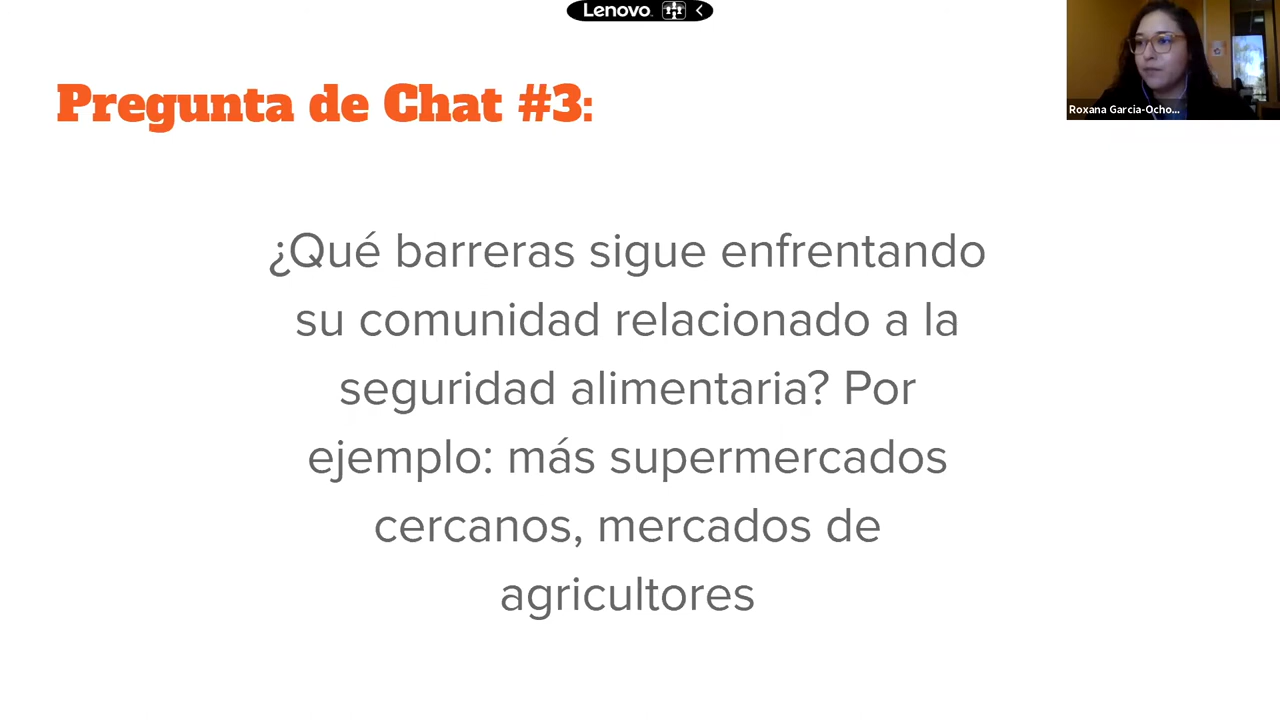 Lenovo
Pregunta de Chat #3:
Roxana Garcia-Ocho...
¿Qué barreras sigue enfrentando
su comunidad relacionado a la
seguridad alimentaria? Por
ejemplo: más supermercados
cercanos, mercados de
agricultores